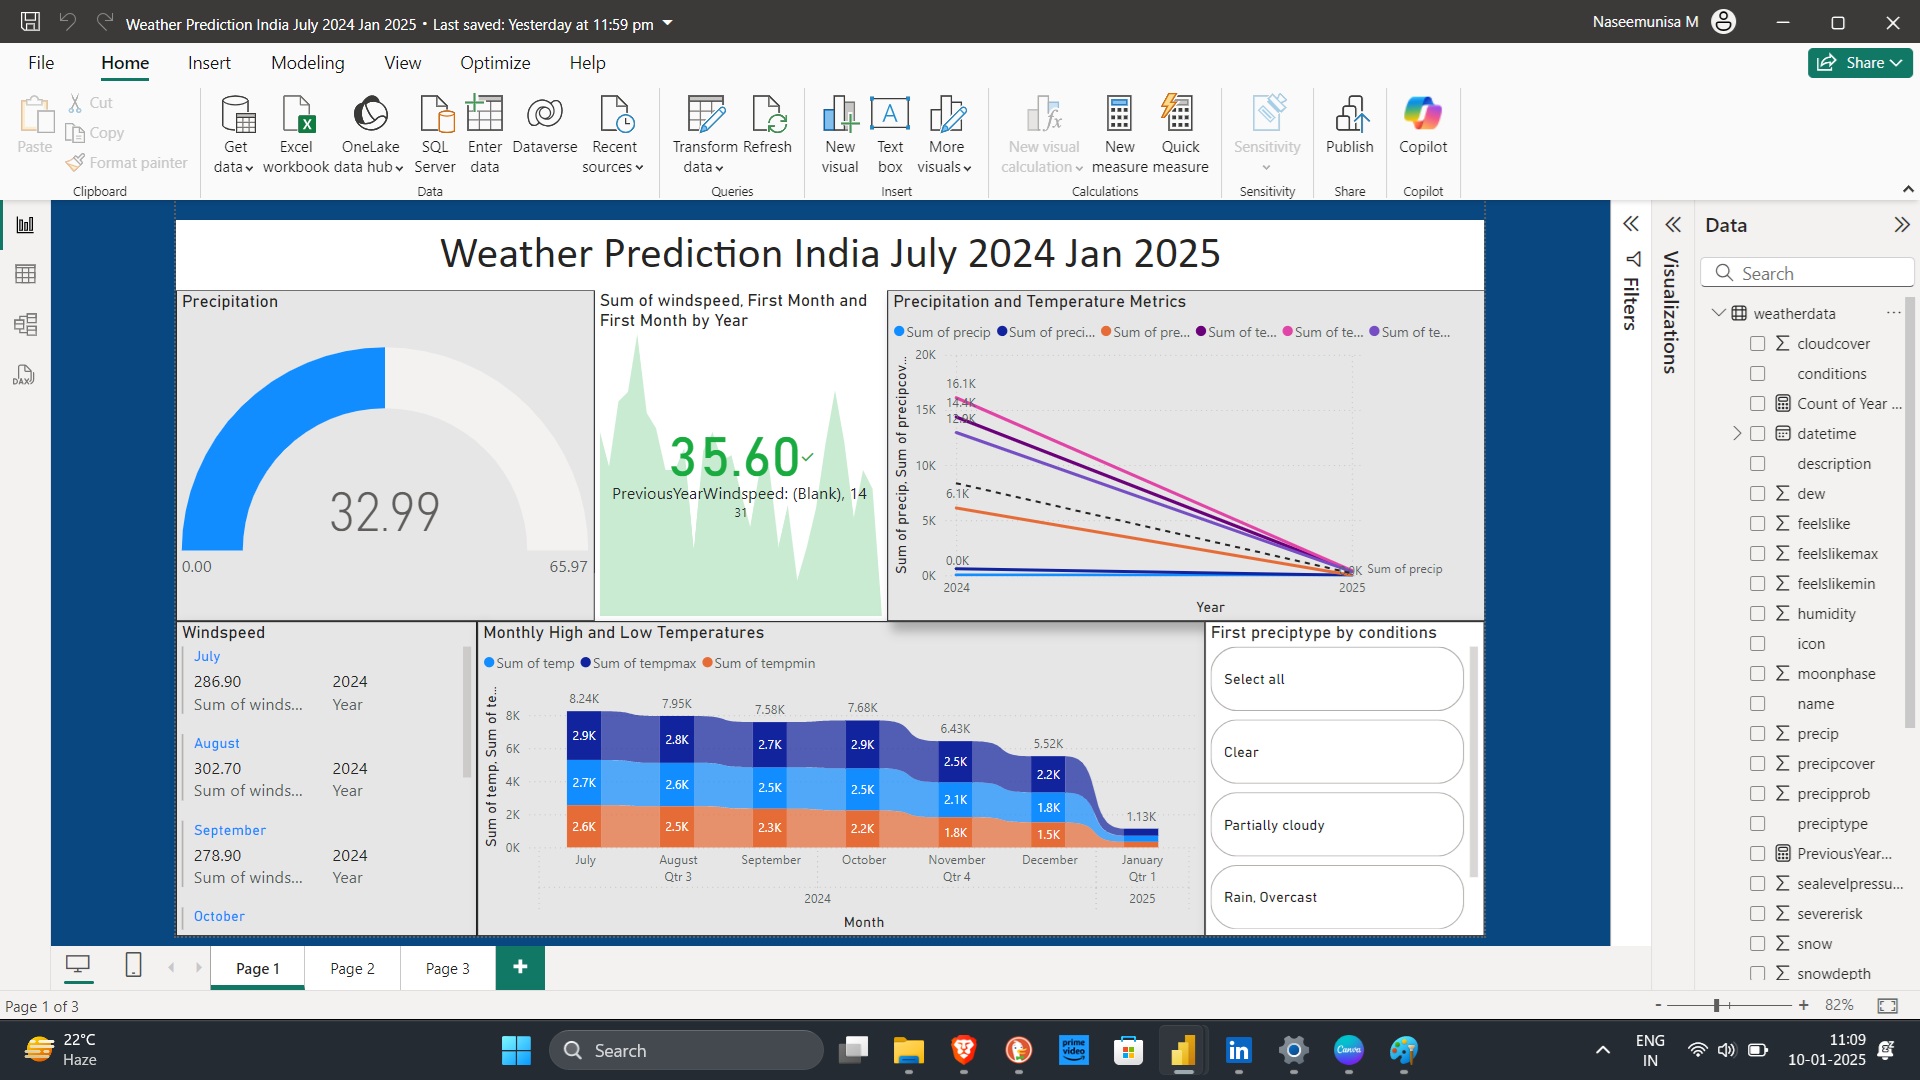 Weather Prediction India July 2024 Jan 2025 • Last saved: Yesterday at 11:59 pm
Naseemunisa M
File Home Insert Modeling View Optimize Help
Share
Paste
Cut
Copy
Format painter
Clipboard
Get data
Excel workbook
OneLake data hub
SQL Server
Enter data
Dataverse
Recent sources
Data
Transform data
Refresh
Queries
New visual
Text box
More visuals
Insert
New visual calculation
New measure
Quick measure
Calculations
Sensitivity
Sensitivity
Publish
Share
Copilot
Copilot
Weather Prediction India July 2024 Jan 2025
Precipitation
32.99
0.00
65.97
Sum of windspeed, First Month and
First Month by Year
35.60
PreviousYearWindspeed: (Blank), 14
31
Precipitation and Temperature Metrics
Sum of precip Sum of preci... Sum of pre... Sum of te... Sum of te... Sum of te...
Sum of precip, Sum of precipcov...
20K
15K
10K
5K
0K
16.1K
14.4K
6.1K
0.0K
Sum of precip
2024
2025
Year
Windspeed
July
286.90 2024
Sum of winds... Year
August
302.70 2024
Sum of winds... Year
September
278.90 2024
Sum of winds... Year
October
Monthly High and Low Temperatures
Sum of temp Sum of tempmax Sum of tempmin
Sum of temp, Sum of te...
8K
6K
4K
2K
0K
8.24K 7.95K 7.58K 7.68K 6.43K 5.52K 1.13K
2.9K 2.8K 2.7K 2.9K 2.5K 2.2K
2.7K 2.6K 2.5K 2.5K 2.1K 1.8K
2.6K 2.5K 2.3K 2.2K 1.8K 1.5K
July August September October November December January
Qtr 3 Qtr 4 Qtr 1
2024 2025
Month
First preciptype by conditions
Select all
Clear
Partially cloudy
Rain, Overcast
Filters
Visualizations
Data
Search
weatherdata
cloudcover
conditions
Count of Year ...
datetime
description
dew
feelslike
feelslikemax
feelslikemin
humidity
icon
moonphase
name
precip
precipcover
precipprob
preciptype
PreviousYear...
sealevelpressu...
severerisk
snow
snowdepth
Page 1 Page 2 Page 3
Page 1 of 3
82%
22°C
Haze
Search
prime video
in
Canva
ENG
IN
11:09
10-01-2025
DAX